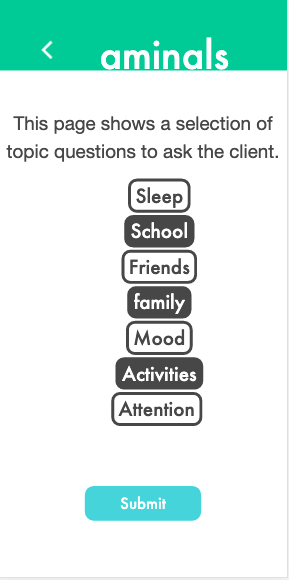 aminals
This page shows a selection of
topic questions to ask the client.
Sleep
School
Friends
family
Mood
Activities
Attention
Submit